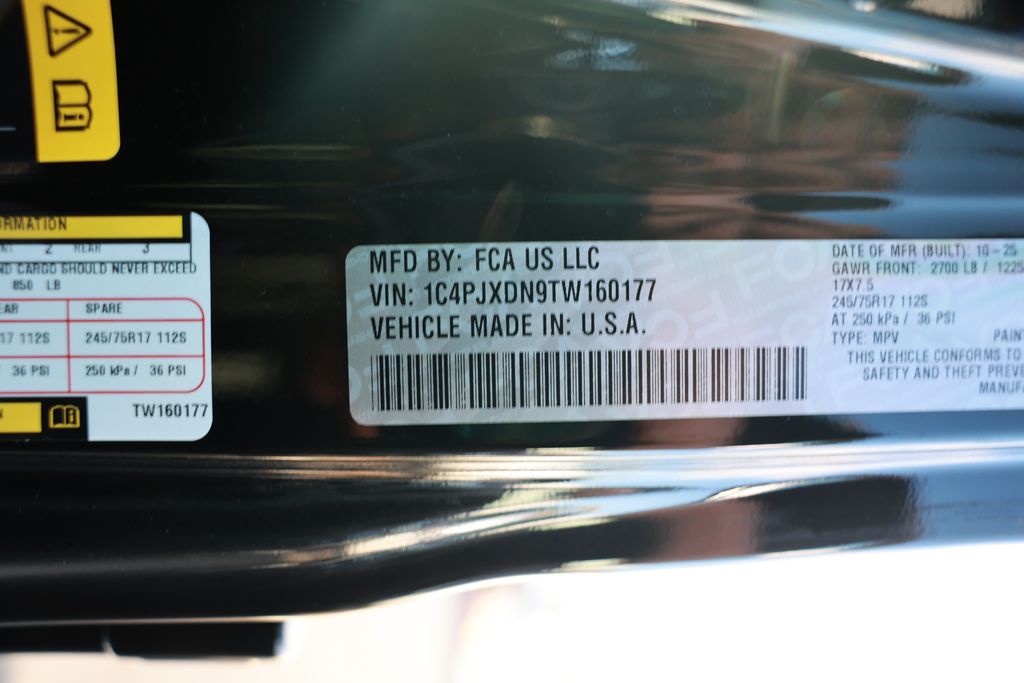 RMATION
2 REAR 3
ND CARGO SHOULD NEVER EXCEED
850 LB
EAR SPARE
17 112S 245/75R17 112S
36 PSI 250 kPa / 36 PSI
TW160177
MFD BY: FCA US LLC
VIN: 1C4PJXDN9TW160177
VEHICLE MADE IN: U.S.A.
DATE OF MFR (BUILT): 10-25
GAWR FRONT: 2700 LB / 1225
17X7.5
245/75R17 112S
AT 250 kPa / 36 PSI
TYPE: MPV PAIN
THIS VEHICLE CONFORMS TO
SAFETY AND THEFT PREVE
MANUFA